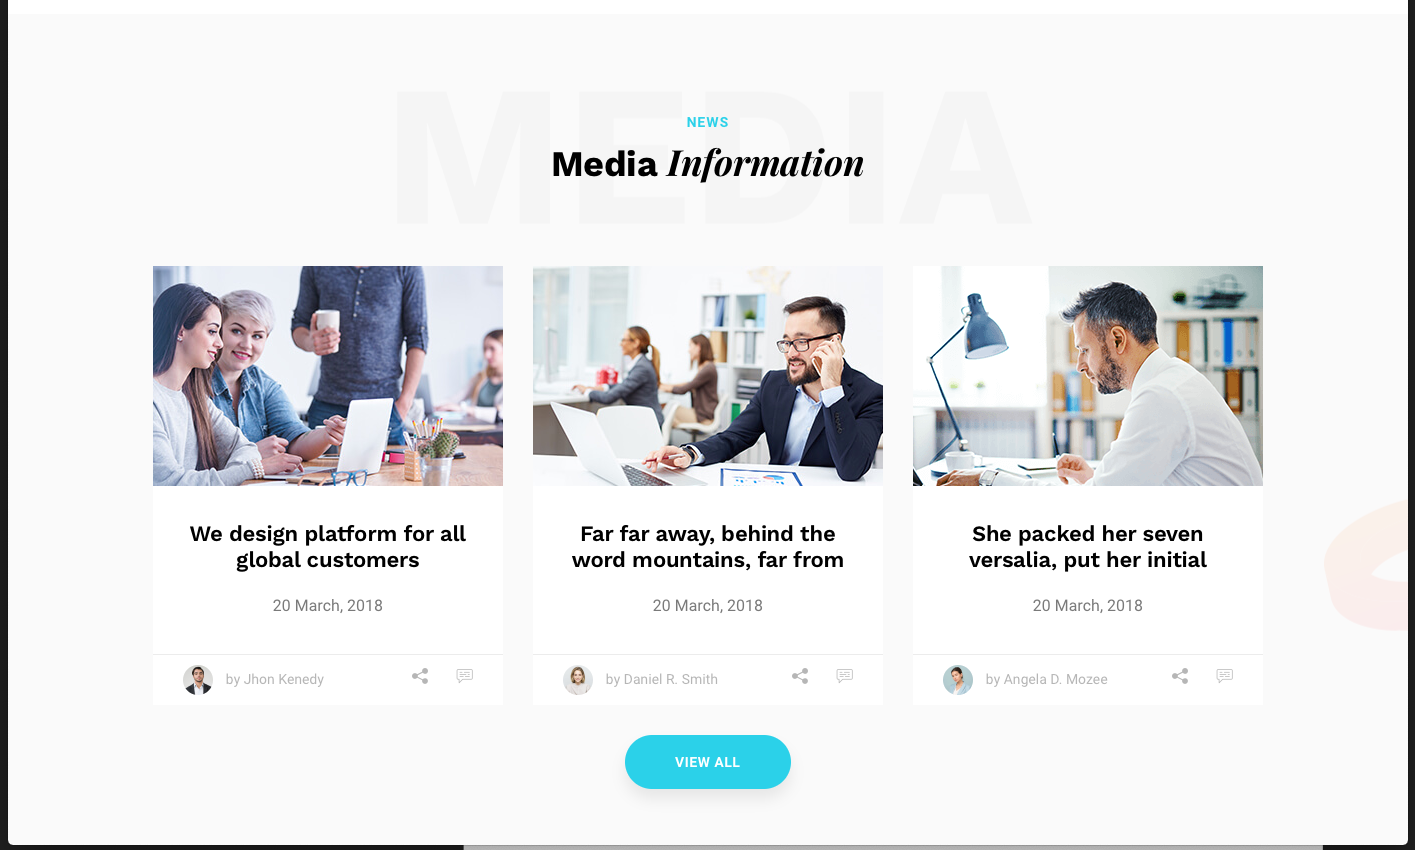 MEDIA
NEWS
Media Information
We design platform for all
global customers
20 March, 2018
by Jhon Kenedy
Far far away, behind the
word mountains, far from
20 March, 2018
by Daniel R. Smith
She packed her seven
versalia, put her initial
20 March, 2018
by Angela D. Mozee
VIEW ALL